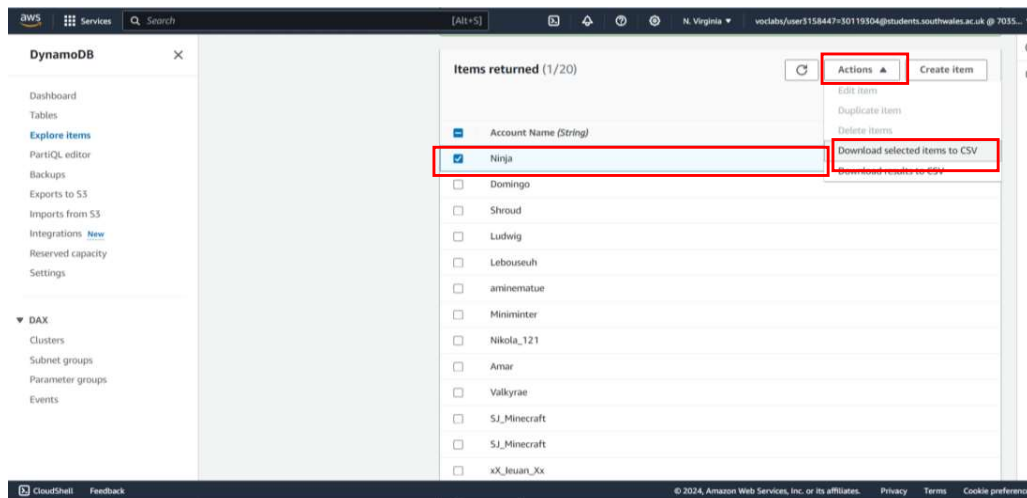 aws
Services
Search
[Alt+S]
N. Virginia
voclabs/user3158447=30119304@students.southwales.ac.uk @ 7035...
DynamoDB
Dashboard
Tables
Explore items
PartiQL editor
Backups
Exports to S3
Imports from S3
Integrations New
Reserved capacity
Settings
DAX
Clusters
Subnet groups
Parameter groups
Events
Items returned (1/20)
Actions
Create item
Edit item
Duplicate item
Delete items
Download selected items to CSV
Download results to CSV
Account Name (String)
Ninja
Domingo
Shroud
Ludwig
Lebouseuh
aminematue
Miniminter
Nikola_121
Amar
Valkyrae
SJ_Minecraft
SJ_Minecraft
xX_Ieuan_Xx
CloudShell
Feedback
© 2024, Amazon Web Services, Inc. or its affiliates.
Privacy
Terms
Cookie preferenc